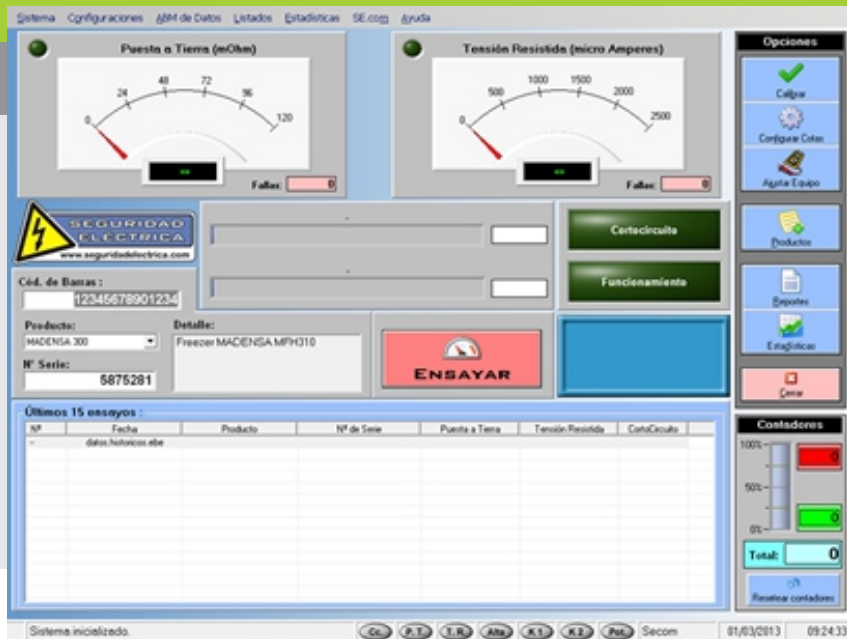 Sistema Configuraciones ABM de Datos Listados Estadísticas SE.com Ayuda
Puesta a Tierra (mOhm)
0 24 48 72 96 120
Fallas: 0
Tensión Resistida (micro Amperes)
0 500 1000 1500 2000 2500
Fallas: 0
Opciones
Calibrar
Configurar Cotas
Ajustar Equipo
Productos
Reportes
Estadísticas
Cerrar
SEGURIDAD
ELECTRICA
www.seguridadelectrica.com
Cortocircuito
Funcionamiento
Cód. de Barras :
12345678901234
Producto:
MADENSA 300
Detalle:
Freezer MADENSA MFH310
Nº Serie:
5875281
ENSAYAR
Últimos 15 ensayos :
Nº Fecha Producto Nº de Serie Puesta a Tierra Tensión Resistida CortoCircuito
- datos.historicos.ebe
Contadores
100%
50%
0%
0
0
Total: 0
Resetear contadores
Sistema inicializado. Cc. P.T. T.R. Alta K1 K2 Pot. Secom 01/03/2013 09:24:33